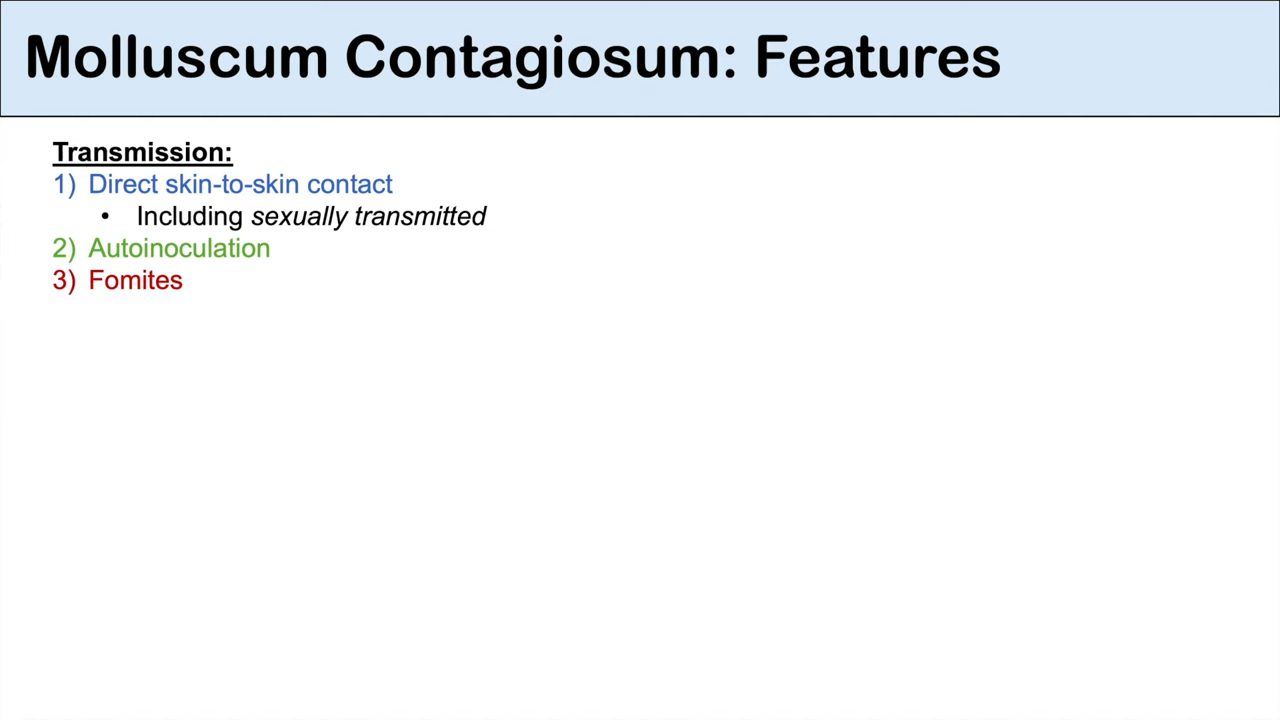 Molluscum Contagiosum: Features
Transmission:
1) Direct skin-to-skin contact
• Including sexually transmitted
2) Autoinoculation
3) Fomites